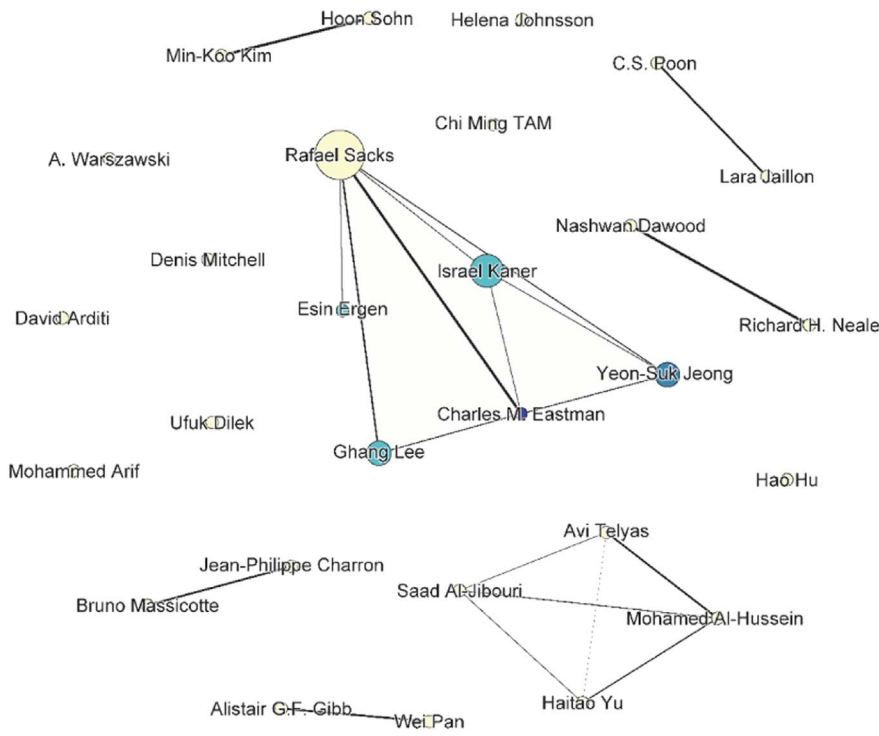 Hoon Sohn
Helena Johnsson
Min-Koo Kim
C.S. Poon
Chi Ming TAM
A. Warszawski
Rafael Sacks
Lara Jaillon
Nashwan Dawood
Denis Mitchell
Israel Kaner
Esin Ergen
David Arditi
Richard H. Neale
Yeon-Suk Jeong
Charles M. Eastman
Ufuk Dilek
Ghang Lee
Mohammed Arif
Hao Hu
Avi Telyas
Jean-Philippe Charron
Saad Al-Jibouri
Bruno Massicotte
Mohamed Al-Hussein
Haitao Yu
Alistair G.F. Gibb
Wei Pan